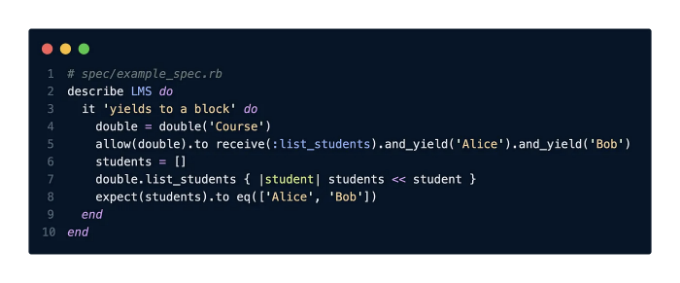 1 # spec/example_spec.rb
2 describe LMS do
3 it 'yields to a block' do
4 double = double('Course')
5 allow(double).to receive(:list_students).and_yield('Alice').and_yield('Bob')
6 students = []
7 double.list_students { |student| students << student }
8 expect(students).to eq(['Alice', 'Bob'])
9 end
10 end